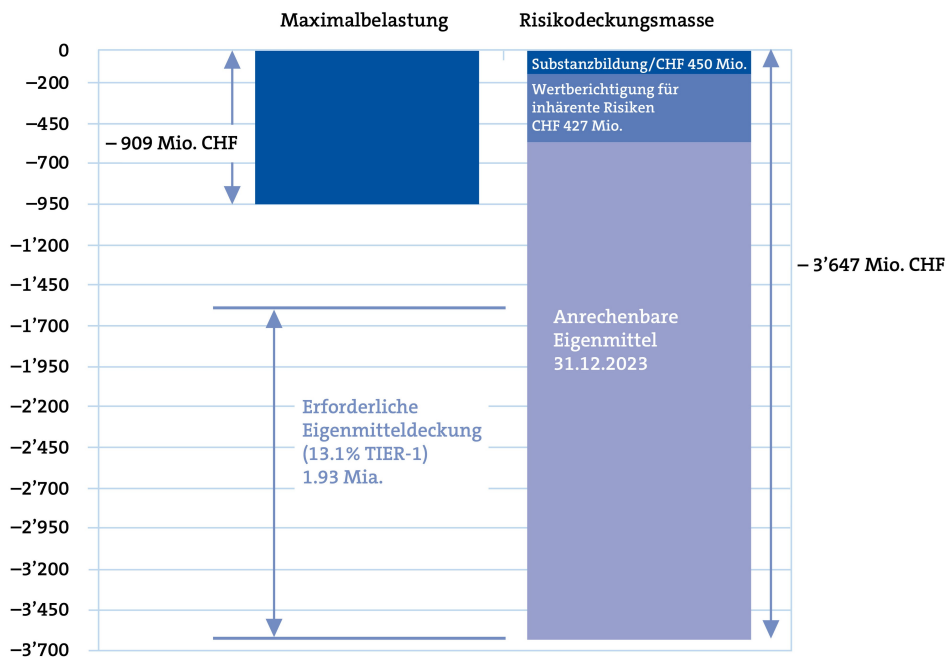 Maximalbelastung
Risikodeckungsmasse
0
–200
–450
–700
–950
–1’200
–1’450
–1’700
–1’950
–2’200
–2’450
–2’700
–2’950
–3’200
–3’450
–3’700
– 909 Mio. CHF
Erforderliche
Eigenmitteldeckung
(13.1% TIER-1)
1.93 Mia.
Substanzbildung/CHF 450 Mio.
Wertberichtigung für
inhärente Risiken
CHF 427 Mio.
Anrechenbare
Eigenmittel
31.12.2023
– 3’647 Mio. CHF